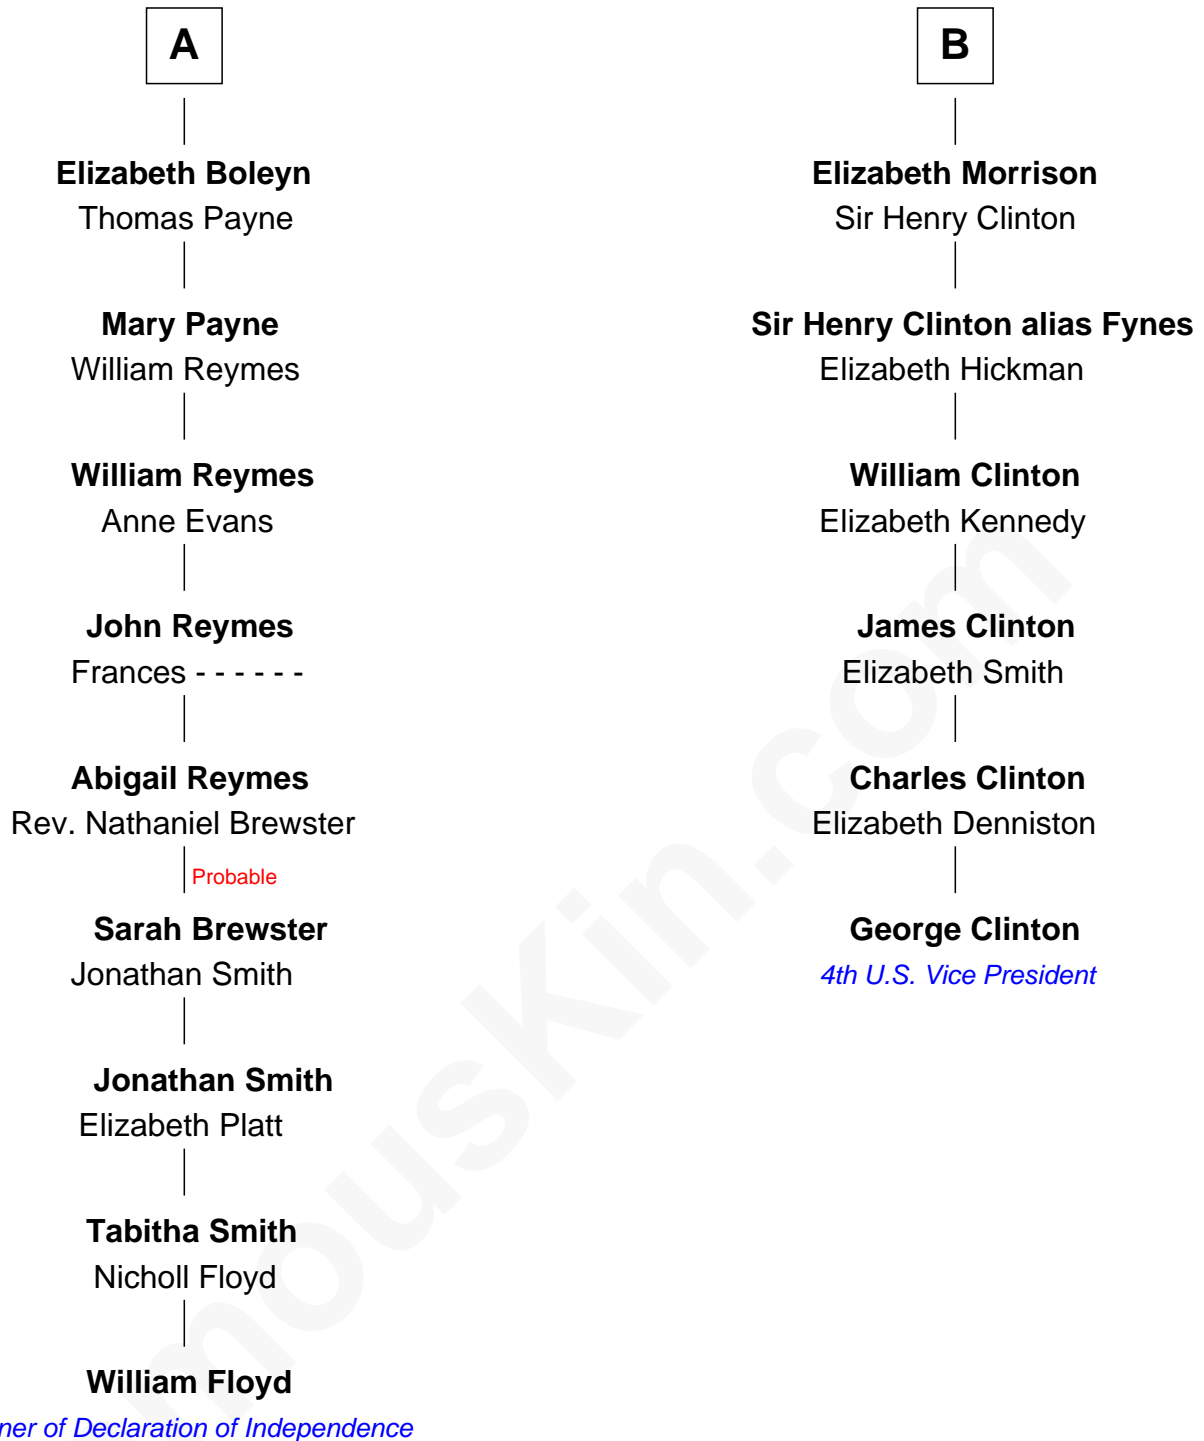 A
Elizabeth Boleyn
Thomas Payne
Mary Payne
William Reymes
William Reymes
Anne Evans
John Reymes
Frances - - - - - -
Abigail Reymes
Rev. Nathaniel Brewster
Probable
Sarah Brewster
Jonathan Smith
Jonathan Smith
Elizabeth Platt
Tabitha Smith
Nicholl Floyd
William Floyd
ner of Declaration of Independence
B
Elizabeth Morrison
Sir Henry Clinton
Sir Henry Clinton alias Fynes
Elizabeth Hickman
William Clinton
Elizabeth Kennedy
James Clinton
Elizabeth Smith
Charles Clinton
Elizabeth Denniston
George Clinton
4th U.S. Vice President
mouskin.com